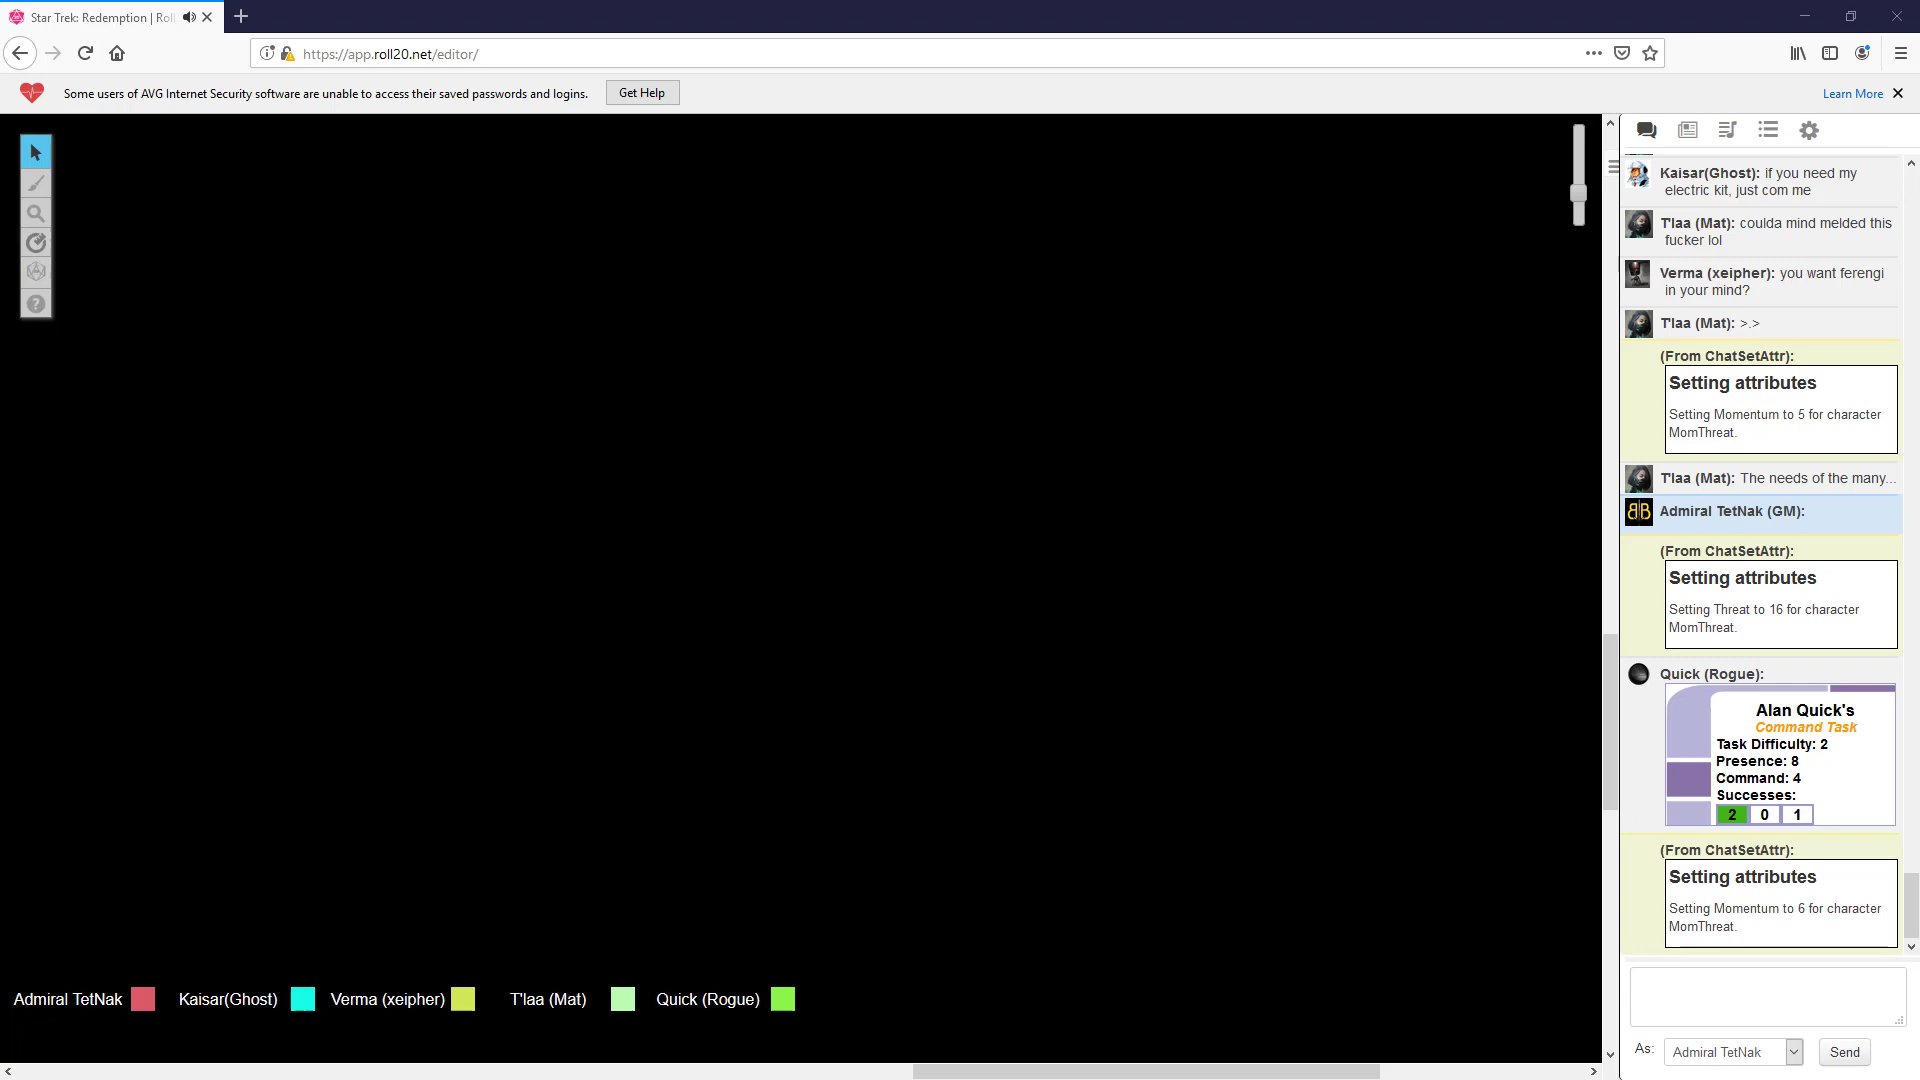 Star Trek: Redemption | Roll
https://app.roll20.net/editor/
Some users of AVG Internet Security software are unable to access their saved passwords and logins.
Get Help
Learn More
Kaisar(Ghost): if you need my
electric kit, just com me
T'laa (Mat): coulda mind melded this
fucker lol
Verma (xeipher): you want ferengi
in your mind?
T'laa (Mat): >.>
(From ChatSetAttr):
Setting attributes
Setting Momentum to 5 for character
MomThreat.
T'laa (Mat): The needs of the many...
BB
Admiral TetNak (GM):
(From ChatSetAttr):
Setting attributes
Setting Threat to 16 for character
MomThreat.
Quick (Rogue):
Alan Quick's
Command Task
Task Difficulty: 2
Presence: 8
Command: 4
Successes:
2 0 1
(From ChatSetAttr):
Setting attributes
Setting Momentum to 6 for character
MomThreat.
Admiral TetNak
Kaisar(Ghost)
Verma (xeipher)
T'laa (Mat)
Quick (Rogue)
As:
Admiral TetNak
Send